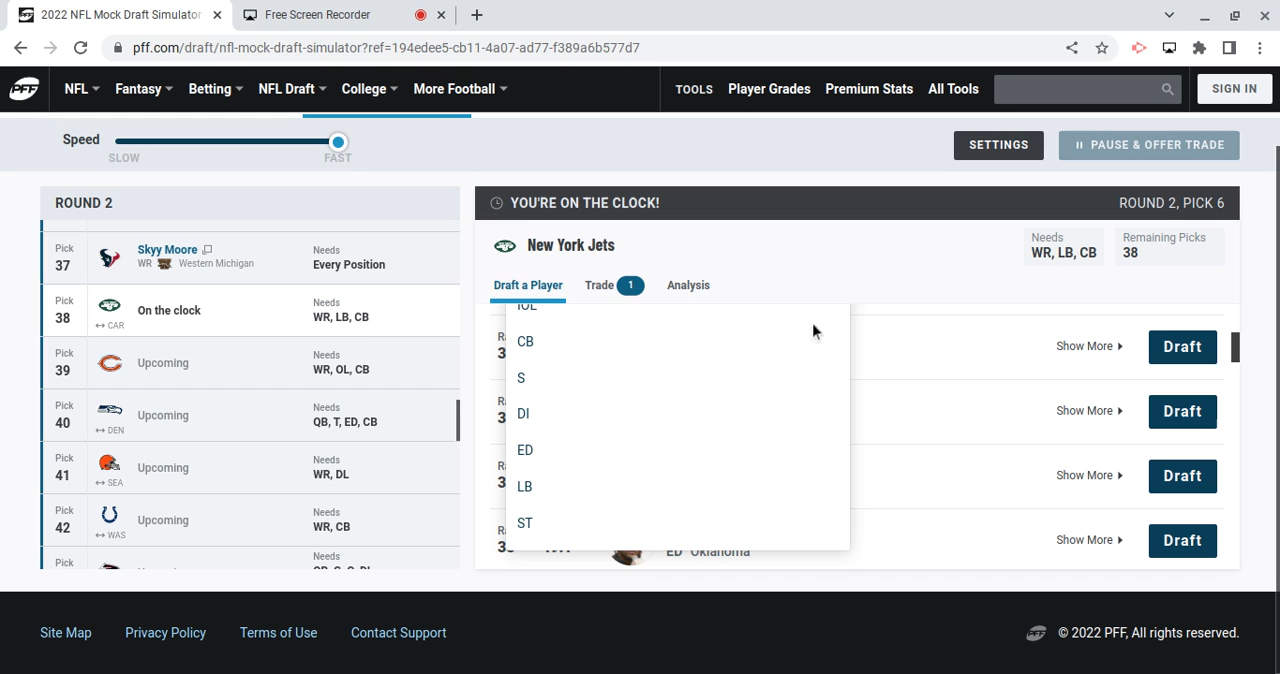 2022 NFL Mock Draft Simulator
Free Screen Recorder
pff.com/draft/nfl-mock-draft-simulator?ref=194edee5-cb11-4a07-ad77-f389a6b577d7
PFF
NFL
Fantasy
Betting
NFL Draft
College
More Football
TOOLS
Player Grades
Premium Stats
All Tools
SIGN IN
Speed
SLOW
FAST
SETTINGS
PAUSE & OFFER TRADE
ROUND 2
Pick
37
Skyy Moore
WR
Western Michigan
Needs
Every Position
Pick
38
CAR
On the clock
Needs
WR, LB, CB
Pick
39
Upcoming
Needs
WR, OL, CB
Pick
40
DEN
Upcoming
Needs
QB, T, ED, CB
Pick
41
SEA
Upcoming
Needs
WR, DL
Pick
42
WAS
Upcoming
Needs
WR, CB
Pick
Needs
YOU'RE ON THE CLOCK!
ROUND 2, PICK 6
New York Jets
Needs
WR, LB, CB
Remaining Picks
38
Draft a Player
Trade
1
Analysis
IOL
CB
S
DI
ED
LB
ST
Show More
Draft
Show More
Draft
Show More
Draft
ED Oklahoma
Show More
Draft
Site Map
Privacy Policy
Terms of Use
Contact Support
PFF
© 2022 PFF, All rights reserved.